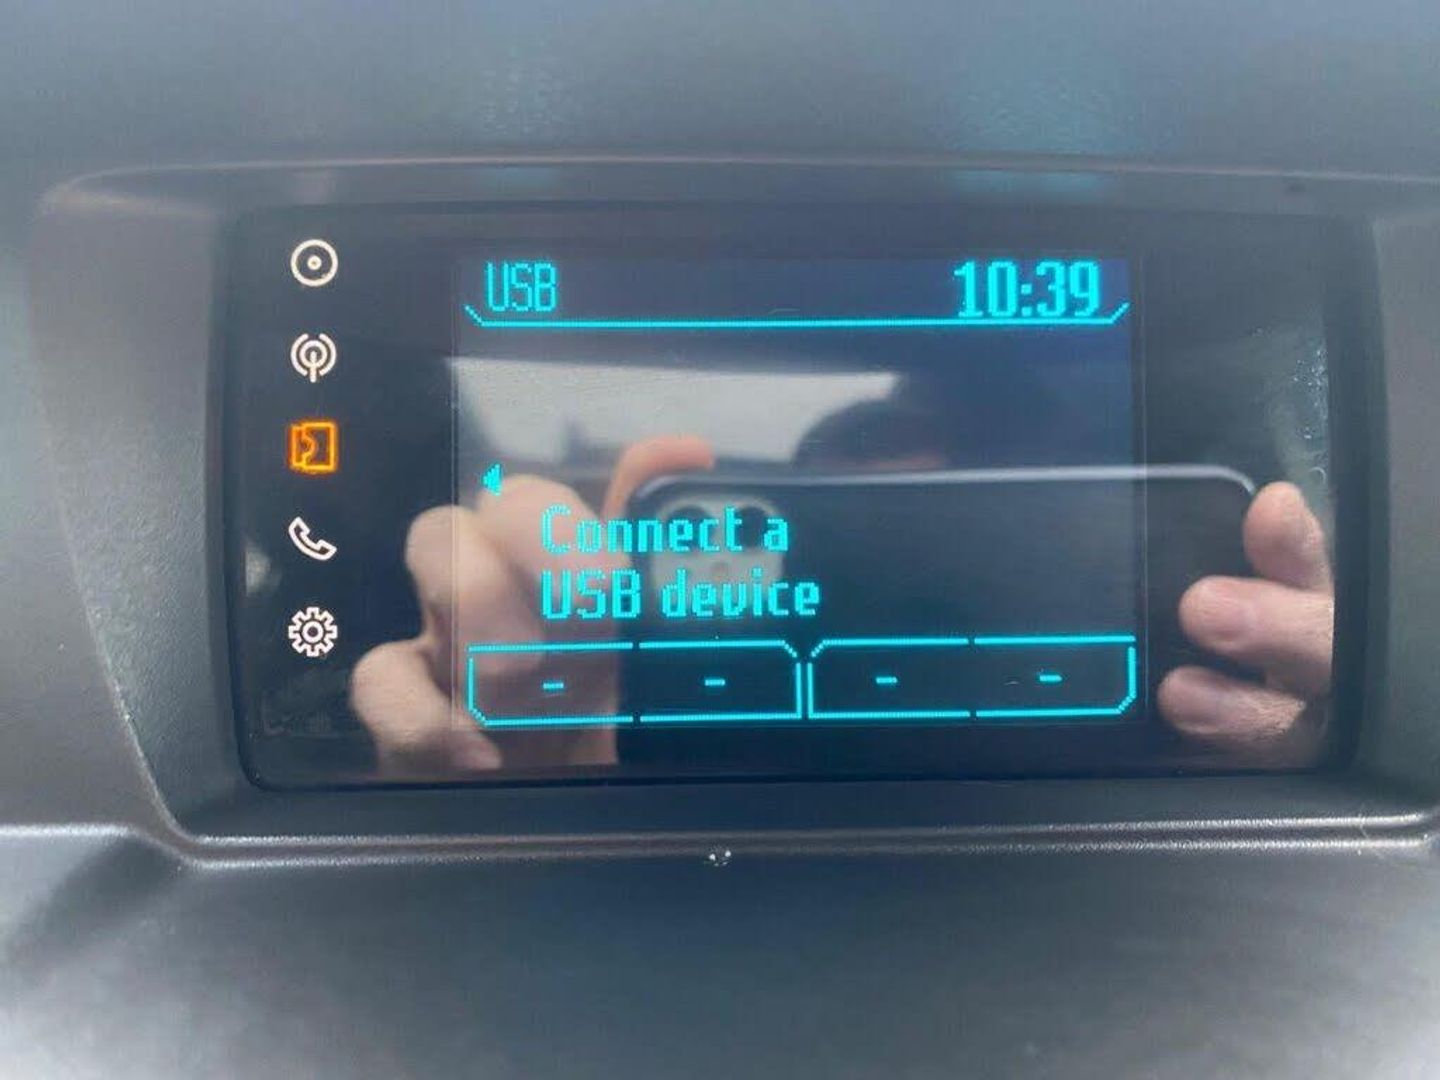 USB
10:39
Connect a
USB device
- - - -